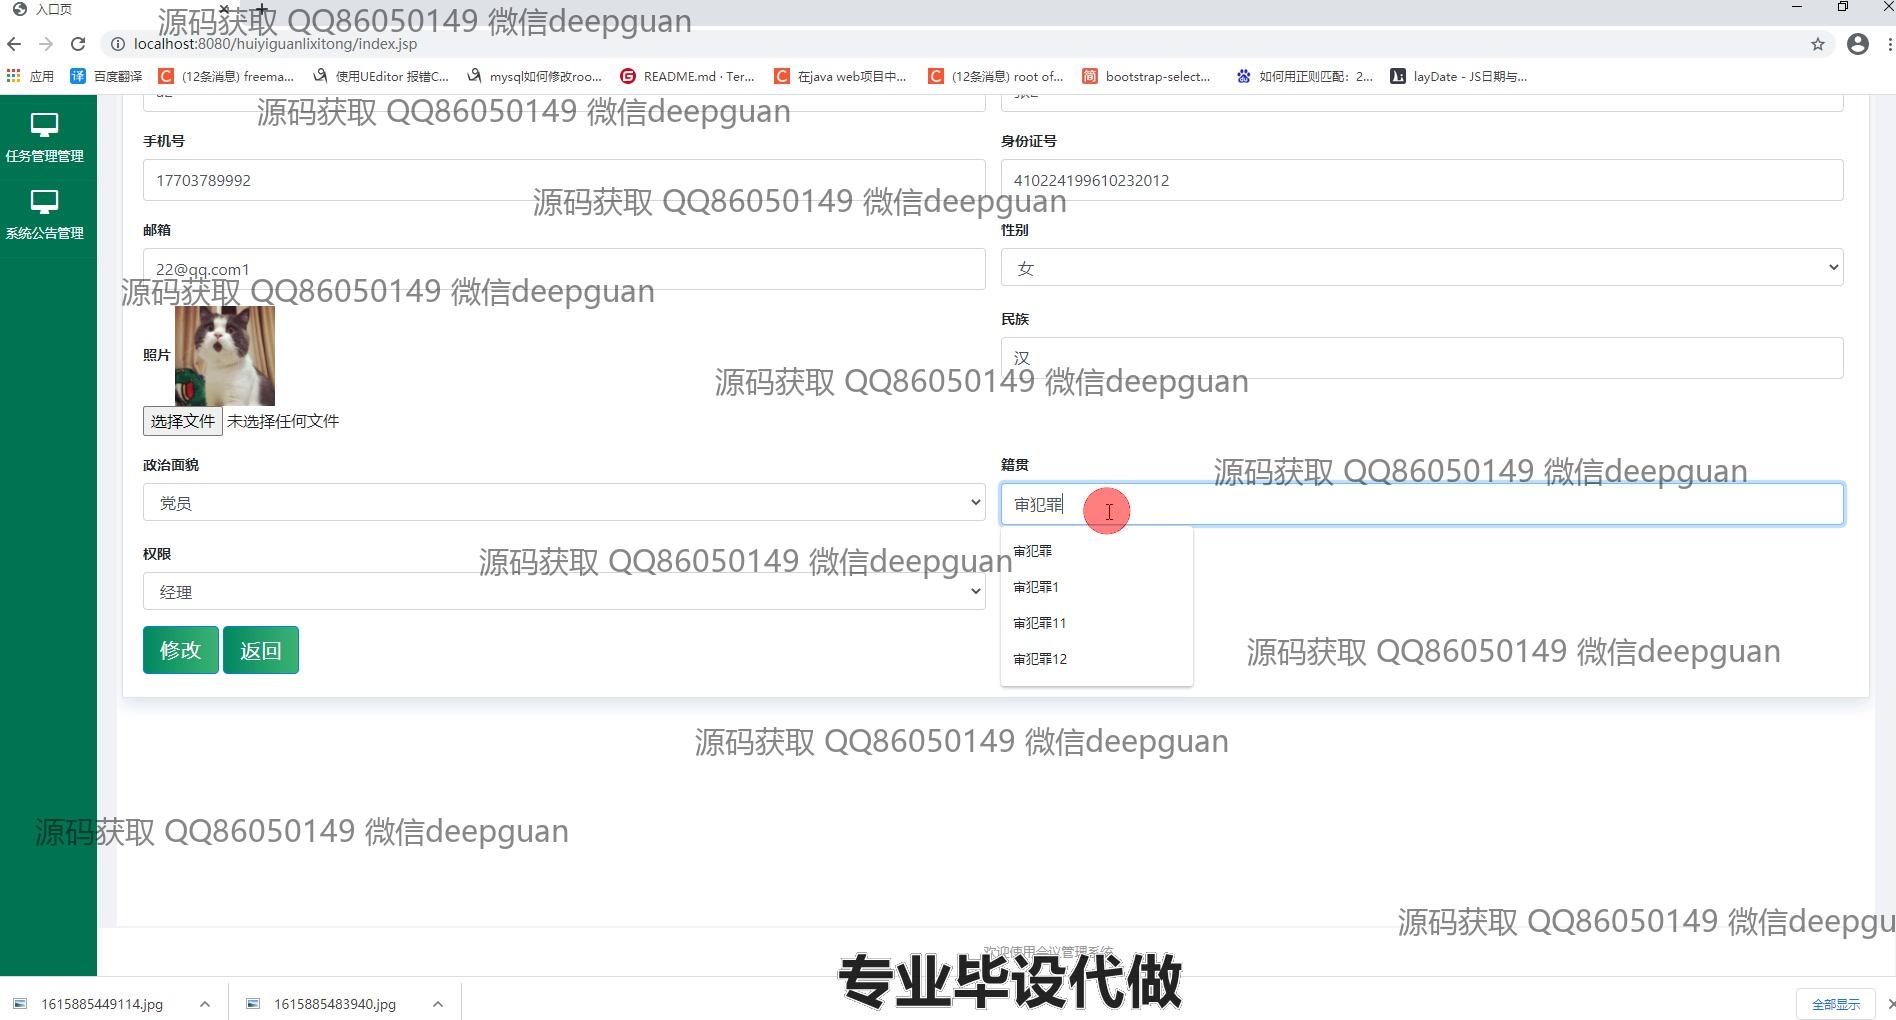 入口页
源码获取 QQ86050149 微信deepguan
localhost:8080/huiyiguanlixitong/index.jsp
应用 百度翻译 (12条消息) freema... 使用UEditor 报错C... mysql如何修改roo... README.md · Ter... 在java web项目中... (12条消息) root of... bootstrap-select... 如何用正则匹配：2... layDate - JS日期与...
源码获取 QQ86050149 微信deepguan
手机号 身份证号
任务管理管理
17703789992 410224199610232012
源码获取 QQ86050149 微信deepguan
系统公告管理
邮箱 性别
22@qq.com1 女
源码获取 QQ86050149 微信deepguan
民族
照片 汉
源码获取 QQ86050149 微信deepguan
选择文件 未选择任何文件
政治面貌 籍贯
源码获取 QQ86050149 微信deepguan
党员 审犯罪
权限 审犯罪
源码获取 QQ86050149 微信deepguan
经理 审犯罪1
审犯罪11
修改 返回 审犯罪12
源码获取 QQ86050149 微信deepguan
源码获取 QQ86050149 微信deepguan
源码获取 QQ86050149 微信deepguan
源码获取 QQ86050149 微信deepgu
欢迎使用会议管理系统
专业毕设代做
1615885449114.jpg 1615885483940.jpg 全部显示